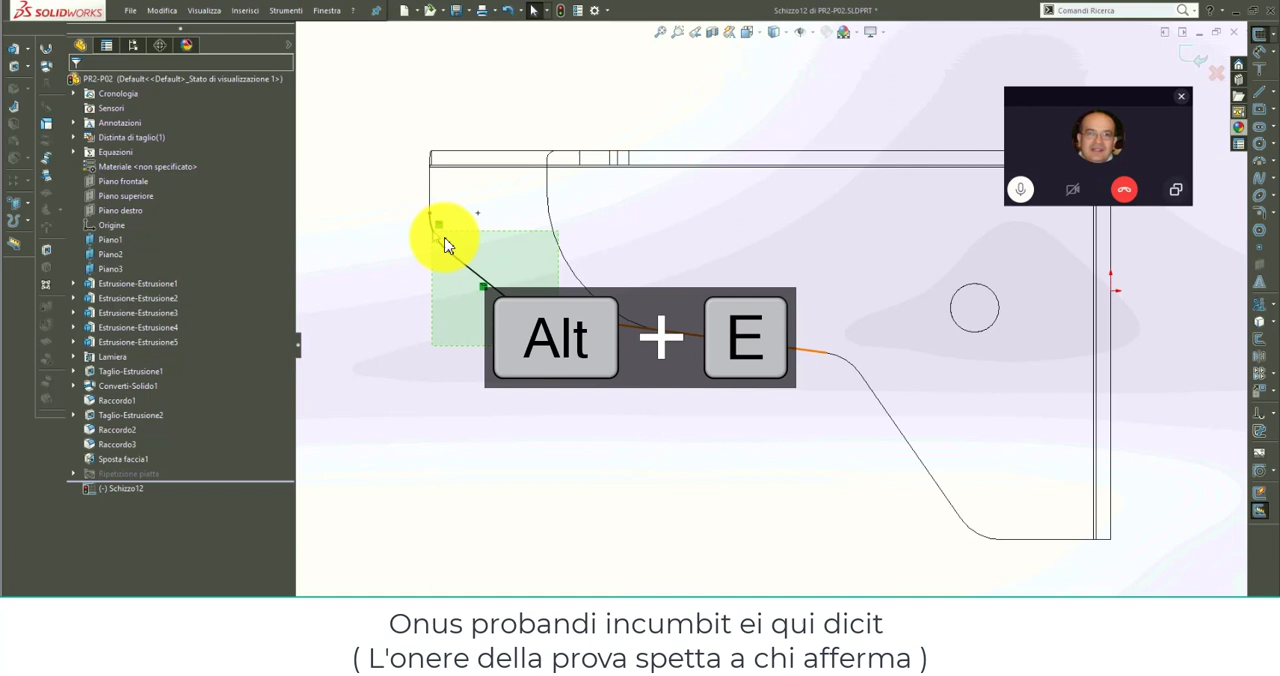 SOLIDWORKS
File Modifica Visualizza Inserisci Strumenti Finestra ?
Schizzo12 di PR2-P02.SLDPRT *
Comandi Ricerca
PR2-P02 (Default<<Default>_Stato di visualizzazione 1>)
Cronologia
Sensori
Annotazioni
Distinta di taglio(1)
Equazioni
Materiale <non specificato>
Piano frontale
Piano superiore
Piano destro
Origine
Piano1
Piano2
Piano3
Estrusione-Estrusione1
Estrusione-Estrusione2
Estrusione-Estrusione3
Estrusione-Estrusione4
Estrusione-Estrusione5
Lamiera
Taglio-Estrusione1
Converti-Solido1
Raccordo1
Taglio-Estrusione2
Raccordo2
Raccordo3
Sposta faccia1
Ripetizione piatta
(-) Schizzo12
Alt + E
Onus probandi incumbit ei qui dicit
( L'onere della prova spetta a chi afferma )